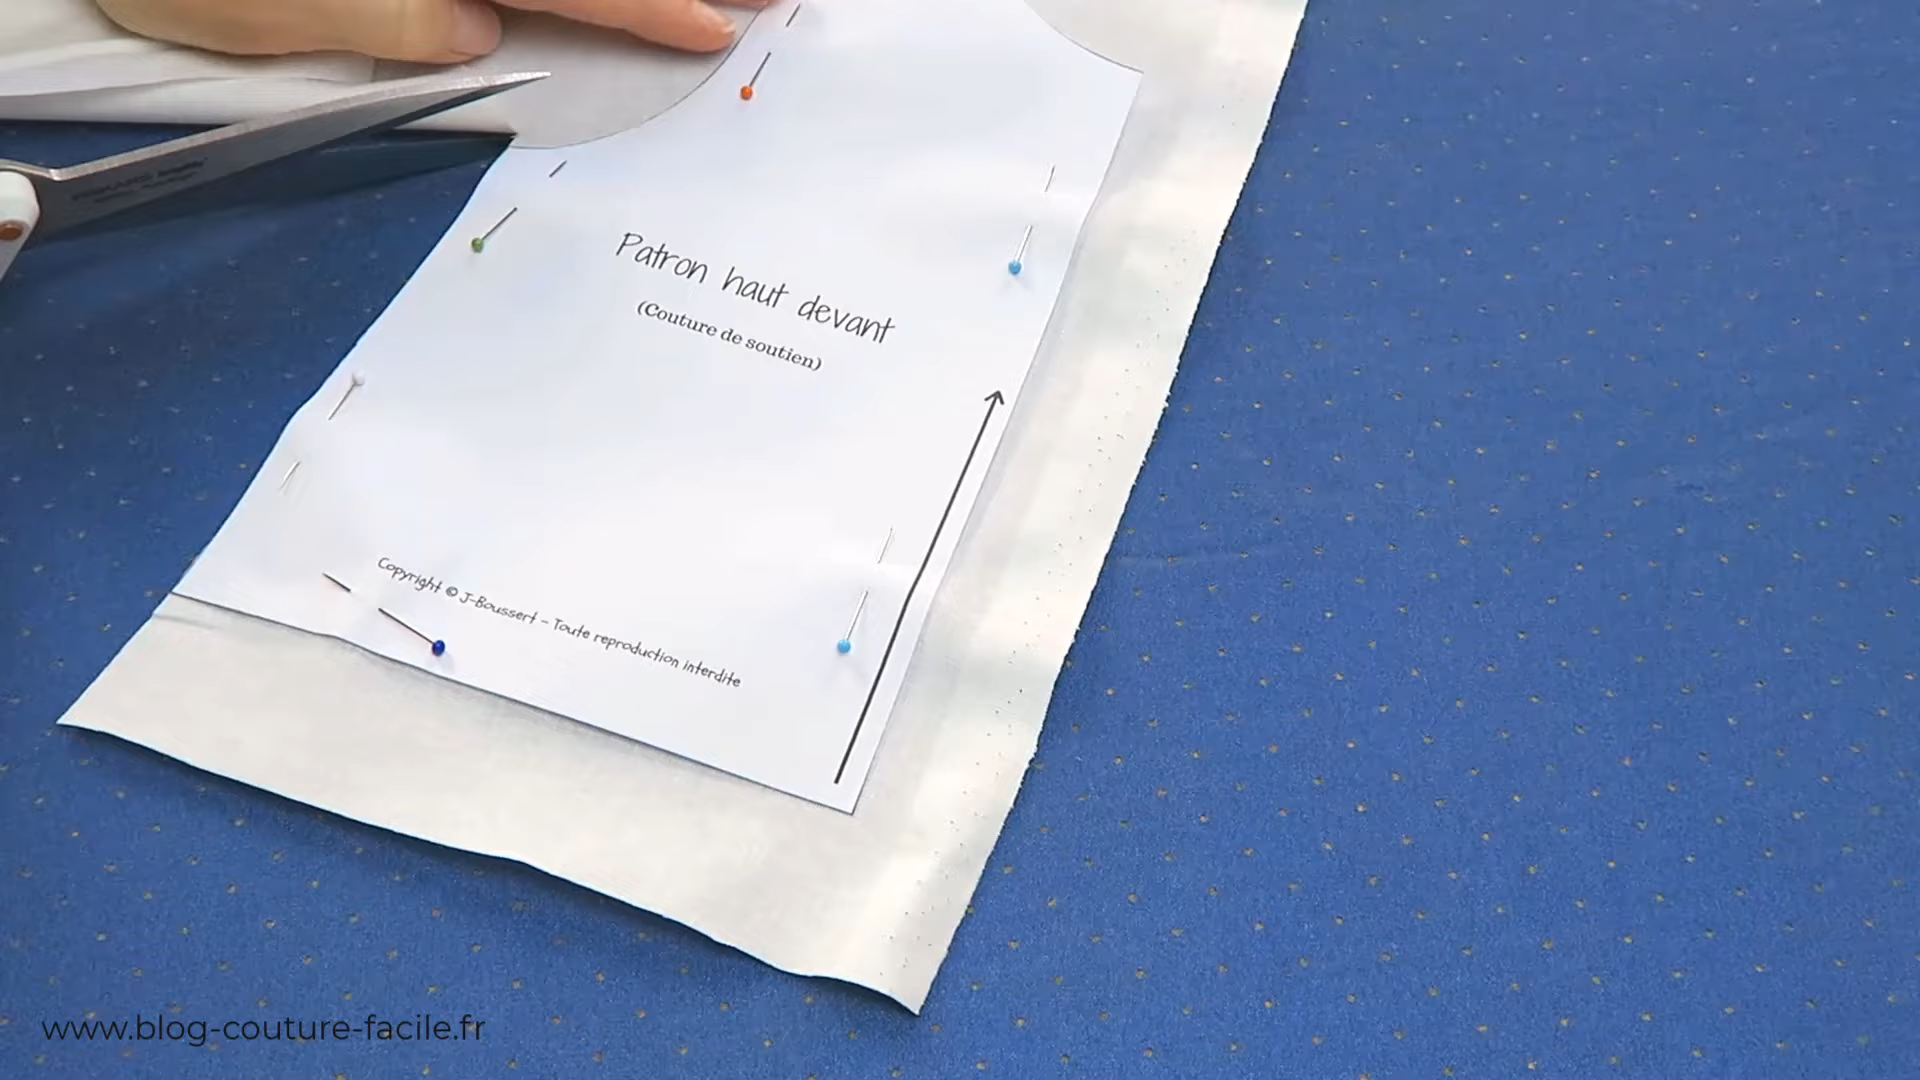 Patron haut devant
(Couture de soutien)
Copyright © J-Boussert - Toute reproduction interdite
www.blog-couture-facile.fr